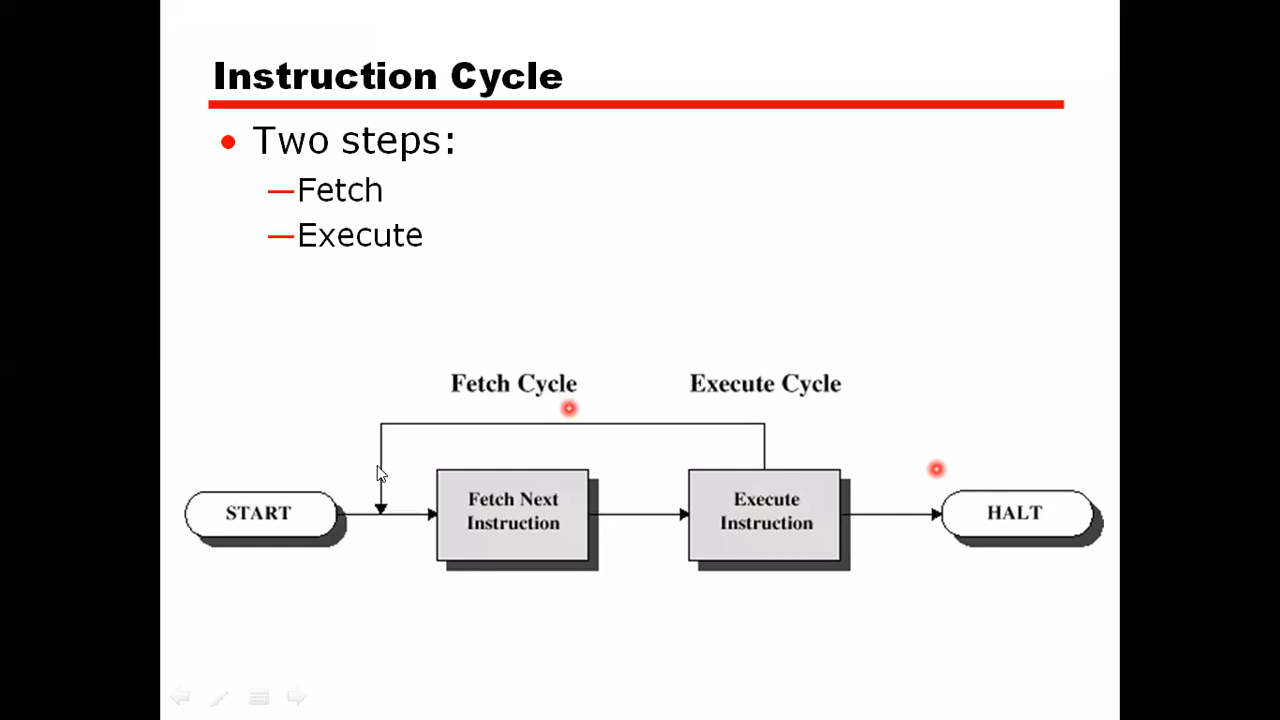 Instruction Cycle
Two steps:
—Fetch
—Execute
Fetch Cycle
Execute Cycle
START
Fetch Next
Instruction
Execute
Instruction
HALT